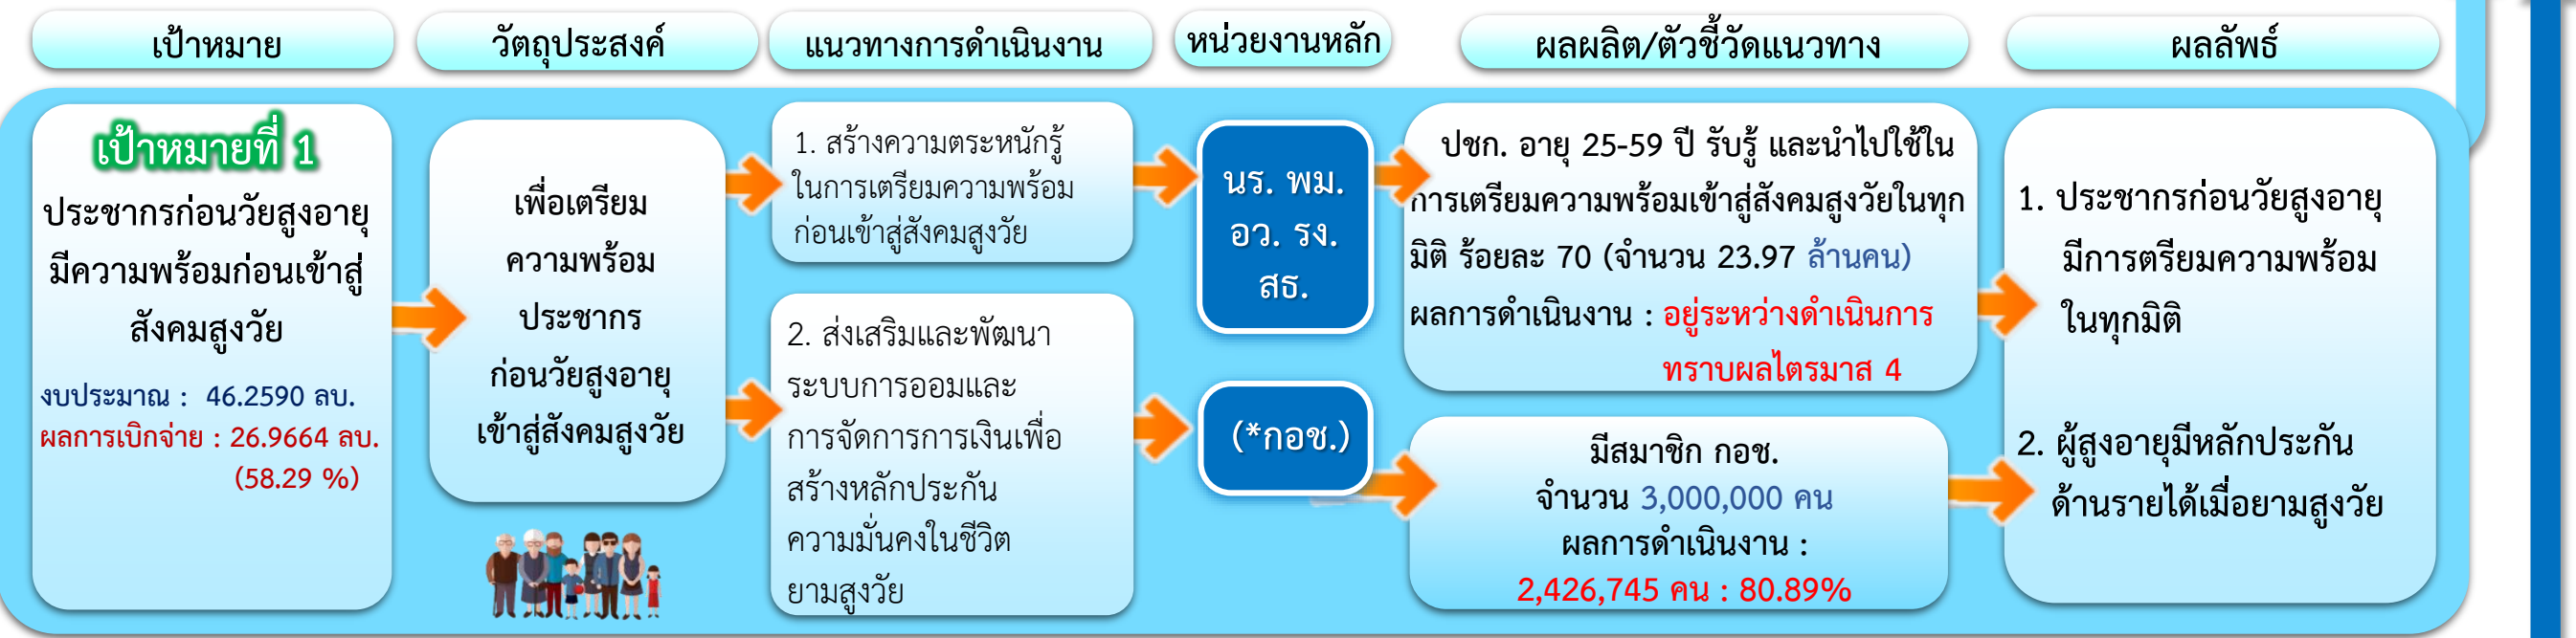 เป้าหมาย
วัตถุประสงค์
แนวทางการดำเนินงาน
หน่วยงานหลัก
ผลผลิต/ตัวชี้วัดแนวทาง
ผลลัพธ์
เป้าหมายที่ 1
ประชากรก่อนวัยสูงอายุ
มีความพร้อมก่อนเข้าสู่
สังคมสูงวัย
งบประมาณ : 46.2590 ลบ.
ผลการเบิกจ่าย : 26.9664 ลบ.
(58.29 %)
เพื่อเตรียม
ความพร้อม
ประชากร
ก่อนวัยสูงอายุ
เข้าสู่สังคมสูงวัย
1. สร้างความตระหนักรู้
ในการเตรียมความพร้อม
ก่อนเข้าสู่สังคมสูงวัย
2. ส่งเสริมและพัฒนา
ระบบการออมและ
การจัดการการเงินเพื่อ
สร้างหลักประกัน
ความมั่นคงในชีวิต
ยามสูงวัย
นร. พม.
อว. รง.
สธ.
(*กอช.)
ปชก. อายุ 25-59 ปี รับรู้ และนำไปใช้ใน
การเตรียมความพร้อมเข้าสู่สังคมสูงวัยในทุก
มิติ ร้อยละ 70 (จำนวน 23.97 ล้านคน)
ผลการดำเนินงาน : อยู่ระหว่างดำเนินการ
ทราบผลไตรมาส 4
มีสมาชิก กอช.
จำนวน 3,000,000 คน
ผลการดำเนินงาน :
2,426,745 คน : 80.89%
1. ประชากรก่อนวัยสูงอายุ
มีการตรียมความพร้อม
ในทุกมิติ
2. ผู้สูงอายุมีหลักประกัน
ด้านรายได้เมื่อยามสูงวัย